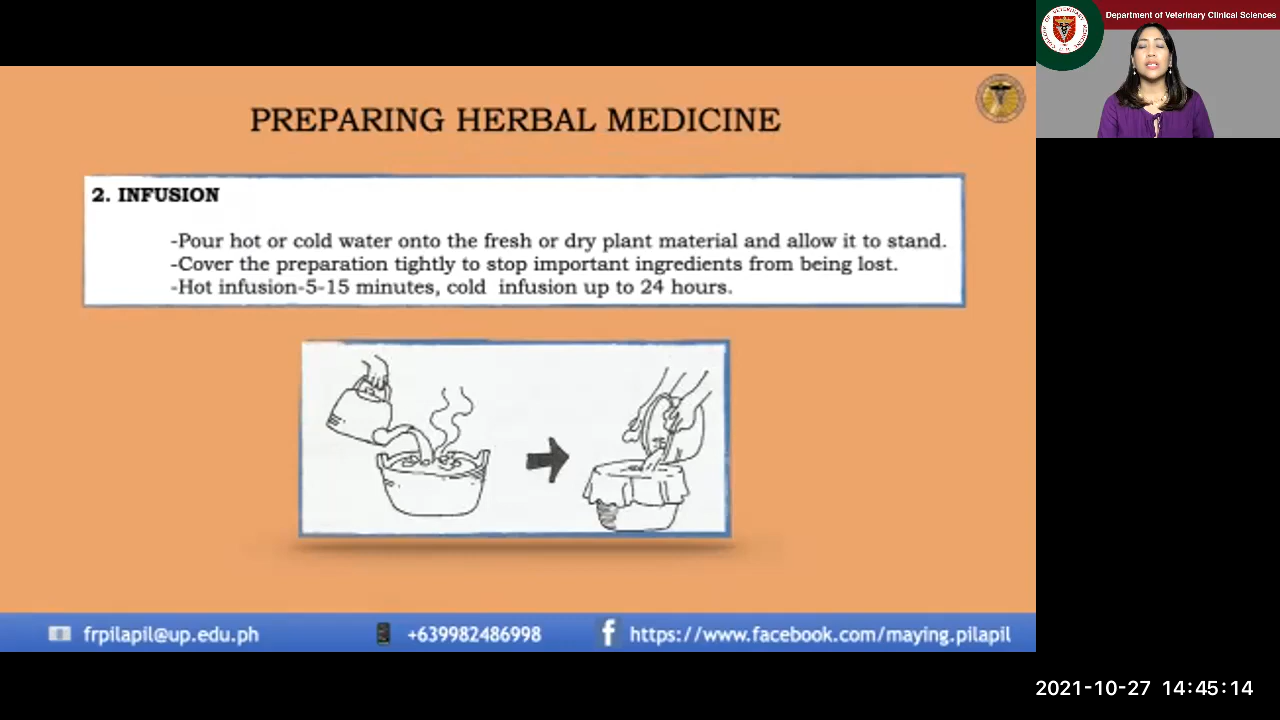 Department of Veterinary Clinical Sciences
PREPARING HERBAL MEDICINE
2. INFUSION
-Pour hot or cold water onto the fresh or dry plant material and allow it to stand.
-Cover the preparation tightly to stop important ingredients from being lost.
-Hot infusion-5-15 minutes, cold infusion up to 24 hours.
frpilapil@up.edu.ph
+639982486998
https://www.facebook.com/maying.pilapil
2021-10-27 14:45:14